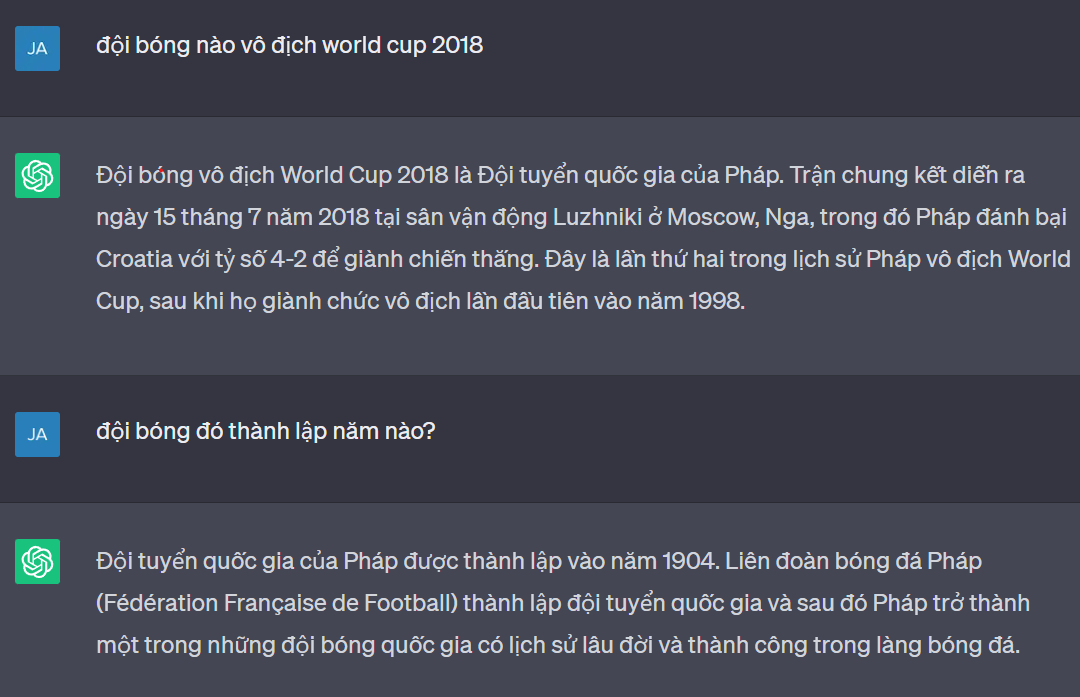 JA
đội bóng nào vô địch world cup 2018
Đội bóng vô địch World Cup 2018 là Đội tuyển quốc gia của Pháp. Trận chung kết diễn ra
ngày 15 tháng 7 năm 2018 tại sân vận động Luzhniki ở Moscow, Nga, trong đó Pháp đánh bại
Croatia với tỷ số 4-2 để giành chiến thắng. Đây là lần thứ hai trong lịch sử Pháp vô địch World
Cup, sau khi họ giành chức vô địch lần đầu tiên vào năm 1998.
JA
đội bóng đó thành lập năm nào?
Đội tuyển quốc gia của Pháp được thành lập vào năm 1904. Liên đoàn bóng đá Pháp
(Fédération Française de Football) thành lập đội tuyển quốc gia và sau đó Pháp trở thành
một trong những đội bóng quốc gia có lịch sử lâu đời và thành công trong làng bóng đá.